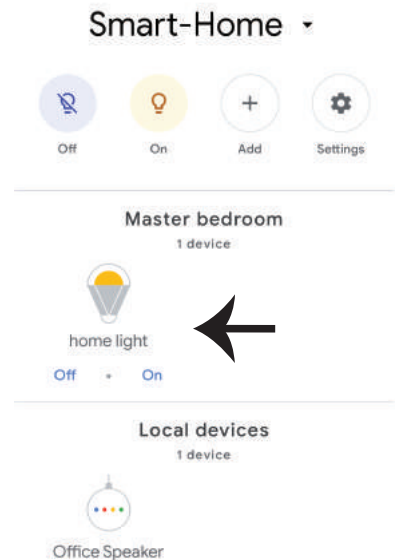 Smart-Home
Off On Add Settings
Master bedroom
1 device
home light
Off • On
Local devices
1 device
Office Speaker